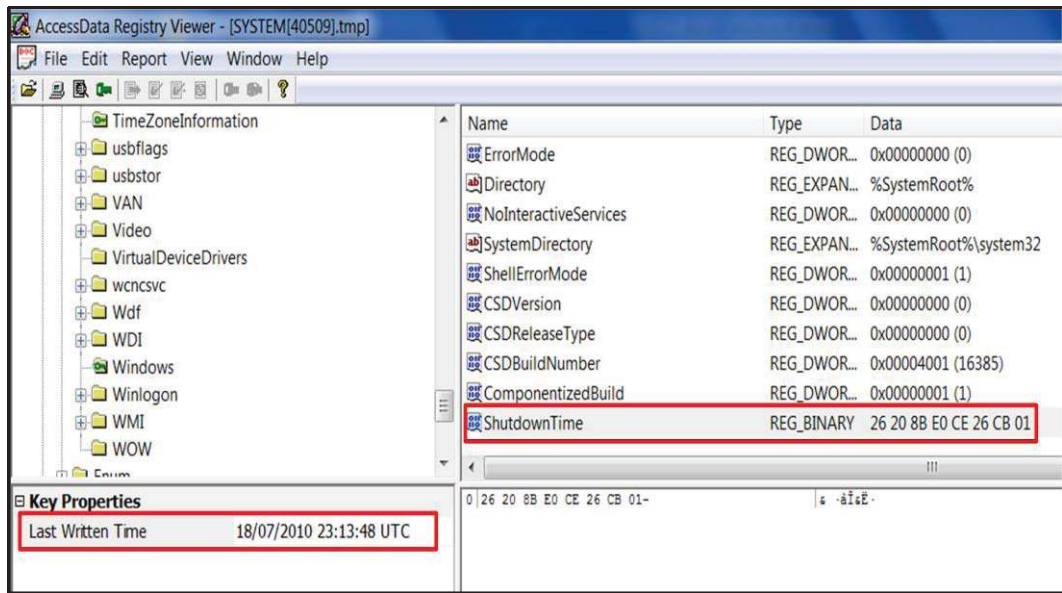 AccessData Registry Viewer - [SYSTEM[40509].tmp]
File Edit Report View Window Help
TimeZoneInformation
usbflags
usbstor
VAN
Video
VirtualDeviceDrivers
wcncsvc
Wdf
WDI
Windows
Winlogon
WMI
WOW
Enum
Name Type Data
ErrorMode REG_DWOR... 0x00000000 (0)
Directory REG_EXPAN... %SystemRoot%
NoInteractiveServices REG_DWOR... 0x00000000 (0)
SystemDirectory REG_EXPAN... %SystemRoot%\system32
ShellErrorMode REG_DWOR... 0x00000001 (1)
CSDVersion REG_DWOR... 0x00000000 (0)
CSDReleaseType REG_DWOR... 0x00000000 (0)
CSDBuildNumber REG_DWOR... 0x00004001 (16385)
ComponentizedBuild REG_DWOR... 0x00000001 (1)
ShutdownTime REG_BINARY 26 20 8B E0 CE 26 CB 01
Key Properties
Last Written Time 18/07/2010 23:13:48 UTC
0 26 20 8B E0 CE 26 CB 01- & ·àÎ&Ë·